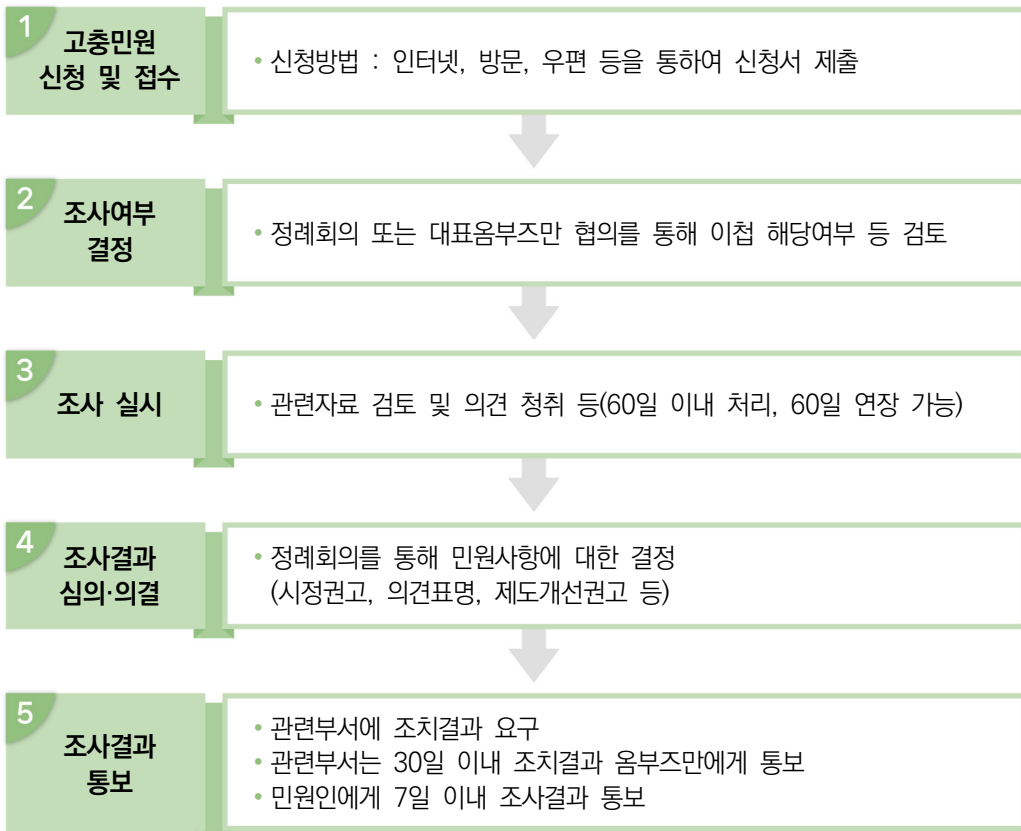 1
고충민원
신청 및 접수
• 신청방법 : 인터넷, 방문, 우편 등을 통하여 신청서 제출
2
조사여부
결정
• 정례회의 또는 대표옴부즈만 협의를 통해 이첩 해당여부 등 검토
3
조사 실시
• 관련자료 검토 및 의견 청취 등(60일 이내 처리, 60일 연장 가능)
4
조사결과
심의·의결
• 정례회의를 통해 민원사항에 대한 결정
(시정권고, 의견표명, 제도개선권고 등)
5
조사결과
통보
• 관련부서에 조치결과 요구
• 관련부서는 30일 이내 조치결과 옴부즈만에게 통보
• 민원인에게 7일 이내 조사결과 통보